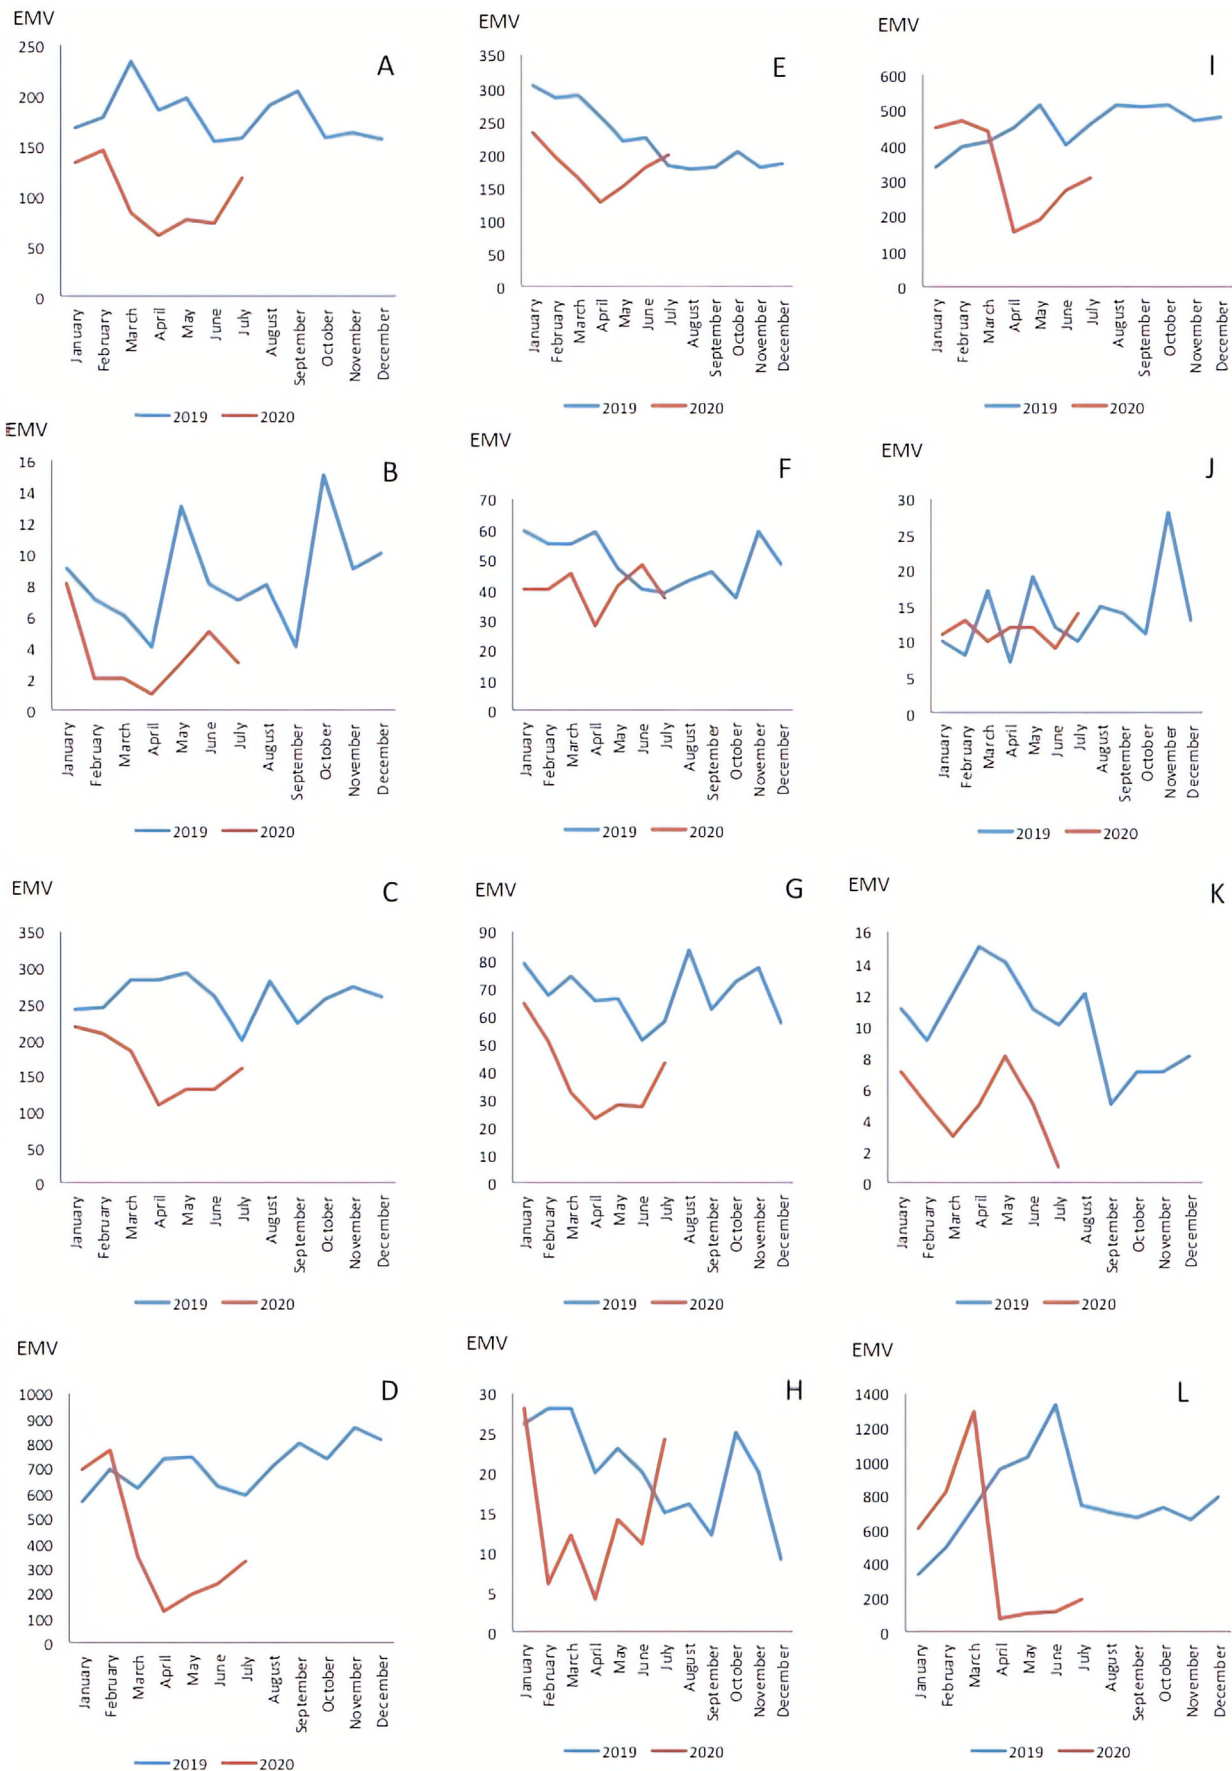 EMV
A
250
200
150
100
50
0
January
February
March
April
May
June
July
August
September
October
November
December
2019 2020
EMV
E
350
300
250
200
150
100
50
0
January
February
March
April
May
June
July
August
September
October
November
December
2019 2020
EMV
I
600
500
400
300
200
100
0
January
February
March
April
May
June
July
August
September
October
November
December
2019 2020
EMV
B
16
14
12
10
8
6
4
2
0
January
February
March
April
May
June
July
August
September
October
November
December
2019 2020
EMV
F
70
60
50
40
30
20
10
0
January
February
March
April
May
June
July
August
September
October
November
December
2019 2020
EMV
J
30
25
20
15
10
5
0
January
February
March
April
May
June
July
August
September
October
November
December
2019 2020
EMV
C
350
300
250
200
150
100
50
0
January
February
March
April
May
June
July
August
September
October
November
December
2019 2020
EMV
G
90
80
70
60
50
40
30
20
10
0
January
February
March
April
May
June
July
August
September
October
November
December
2019 2020
EMV
K
16
14
12
10
8
6
4
2
0
January
February
March
April
May
June
July
August
September
October
November
December
2019 2020
EMV
D
1000
900
800
700
600
500
400
300
200
100
0
January
February
March
April
May
June
July
August
September
October
November
December
2019 2020
EMV
H
30
25
20
15
10
5
0
January
February
March
April
May
June
July
August
September
October
November
December
2019 2020
EMV
L
1400
1200
1000
800
600
400
200
0
January
February
March
April
May
June
July
August
September
October
November
December
2019 2020